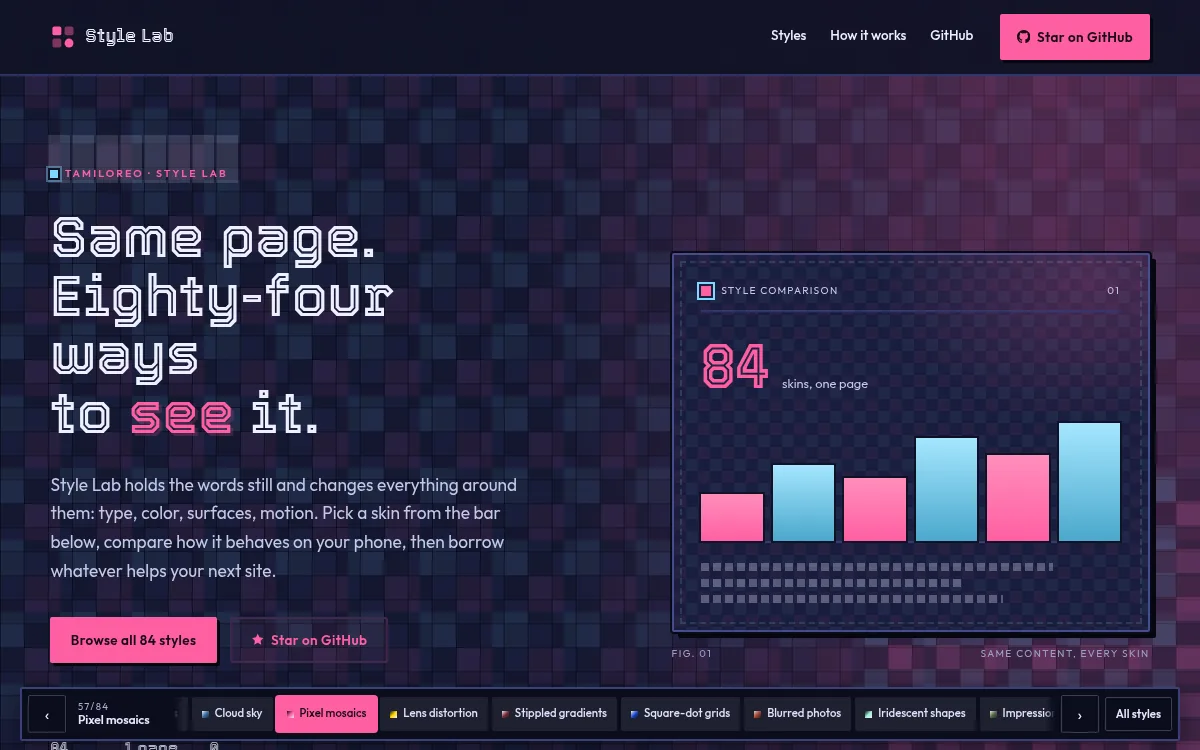 Style Lab
Styles
How it works
GitHub
Star on GitHub
TAMILOREO · STYLE LAB
Same page.
Eighty-four
ways
to see it.
Style Lab holds the words still and changes everything around
them: type, color, surfaces, motion. Pick a skin from the bar
below, compare how it behaves on your phone, then borrow
whatever helps your next site.
Browse all 84 styles
★ Star on GitHub
STYLE COMPARISON
01
84
skins, one page
FIG. 01
SAME CONTENT, EVERY SKIN
‹
57/84
Pixel mosaics
Cloud sky
Pixel mosaics
Lens distortion
Stippled gradients
Square-dot grids
Blurred photos
Iridescent shapes
›
All styles
84
1 page